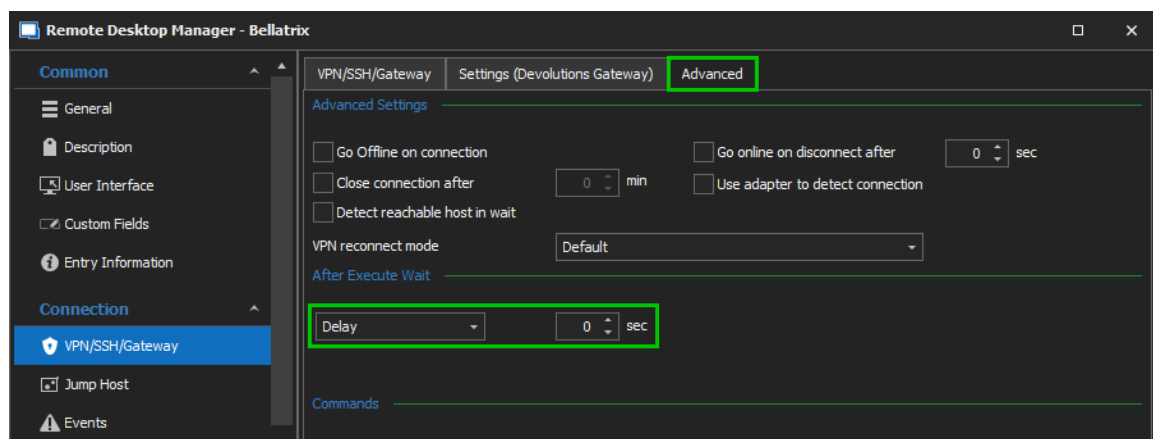 Remote Desktop Manager - Bellatrix
Common
General
Description
User Interface
Custom Fields
Entry Information
Connection
VPN/SSH/Gateway
Jump Host
Events
VPN/SSH/Gateway Settings (Devolutions Gateway) Advanced
Advanced Settings
Go Offline on connection Go online on disconnect after 0 sec
Close connection after 0 min Use adapter to detect connection
Detect reachable host in wait
VPN reconnect mode Default
After Execute Wait
Delay 0 sec
Commands